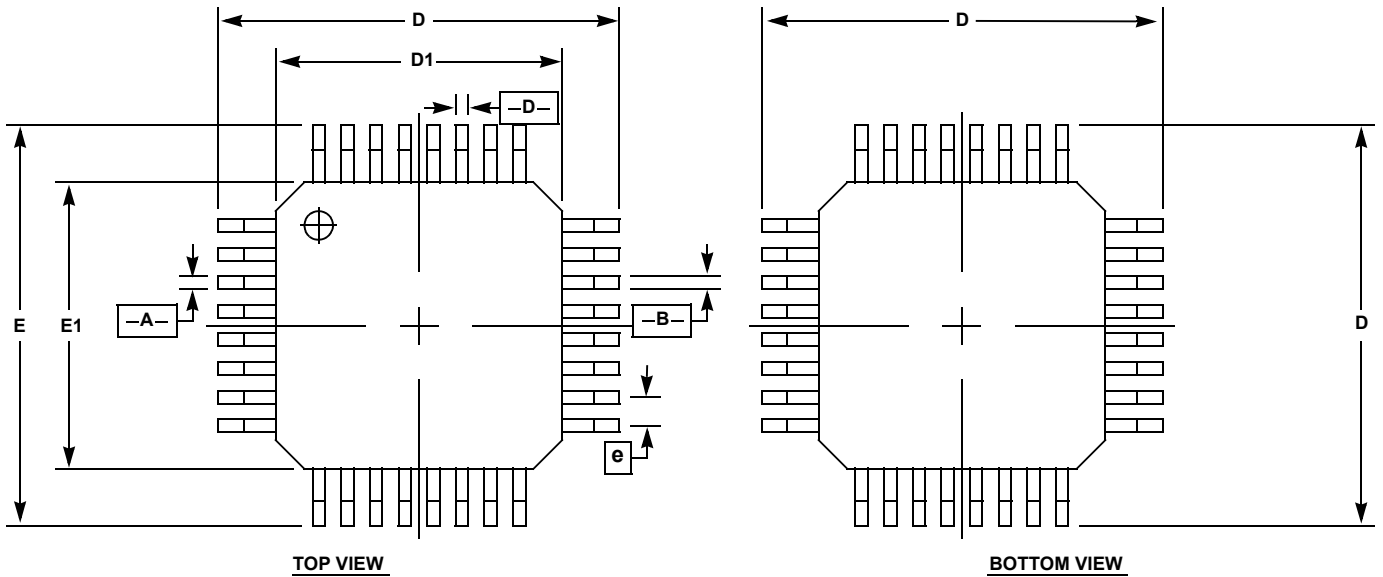 D
D
D1
–D–
E
E1
–A–
–B–
D
e
TOP VIEW
BOTTOM VIEW